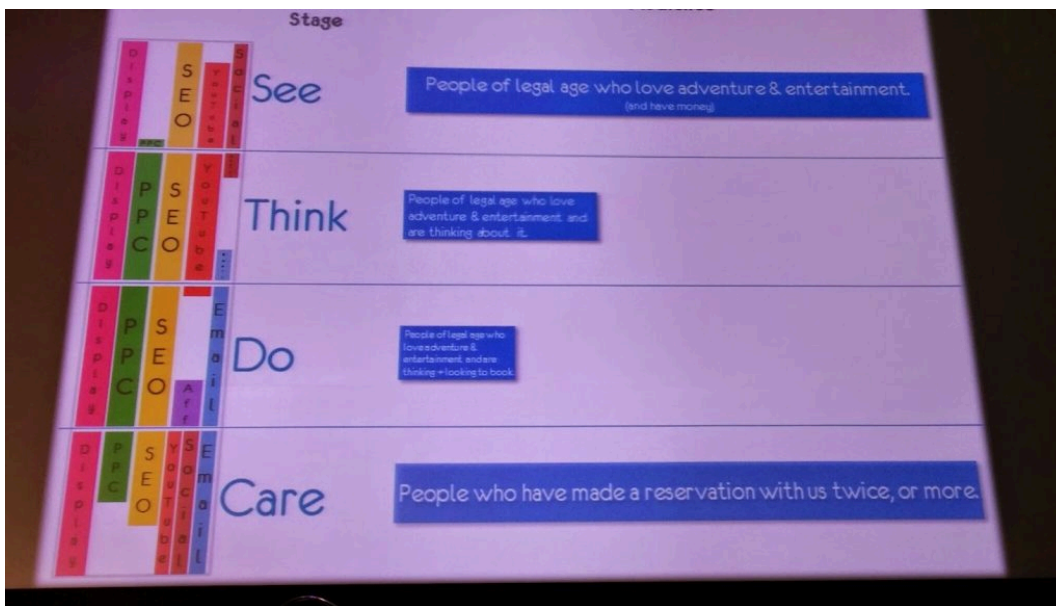 Stage
Display
PPC
SEO
YouTube
Social
See
People of legal age who love adventure & entertainment.
(and have money)
Display
PPC
SEO
YouTube
Think
People of legal age who love
adventure & entertainment and
are thinking about it.
Display
PPC
SEO
Aff
Email
Do
People of legal age who
love adventure &
entertainment and are
thinking + looking to book.
Display
PPC
SEO
YouTube
Social
Email
Care
People who have made a reservation with us twice, or more.